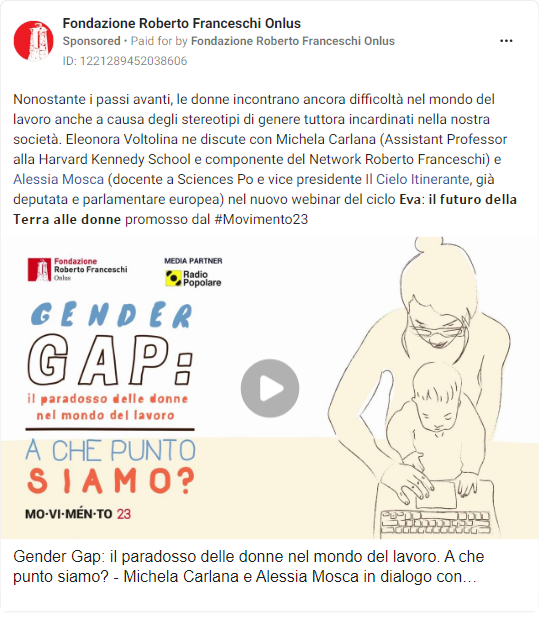 Fondazione Roberto Franceschi Onlus
Sponsored • Paid for by Fondazione Roberto Franceschi Onlus
ID: 1221289452038606
Nonostante i passi avanti, le donne incontrano ancora difficoltà nel mondo del
lavoro anche a causa degli stereotipi di genere tuttora incardinati nella nostra
società. Eleonora Voltolina ne discute con Michela Carlana (Assistant Professor
alla Harvard Kennedy School e componente del Network Roberto Franceschi) e
Alessia Mosca (docente a Sciences Po e vice presidente Il Cielo Itinerante, già
deputata e parlamentare europea) nel nuovo webinar del ciclo Eva: il futuro della
Terra alle donne promosso dal #Movimento23
Fondazione
Roberto Franceschi
Onlus
MEDIA PARTNER
Radio
Popolare
GENDER
GAP:
il paradosso delle donne
nel mondo del lavoro
A CHE PUNTO
SIAMO?
MO•VI•MÉN•TO 23
Gender Gap: il paradosso delle donne nel mondo del lavoro. A che
punto siamo? - Michela Carlana e Alessia Mosca in dialogo con...